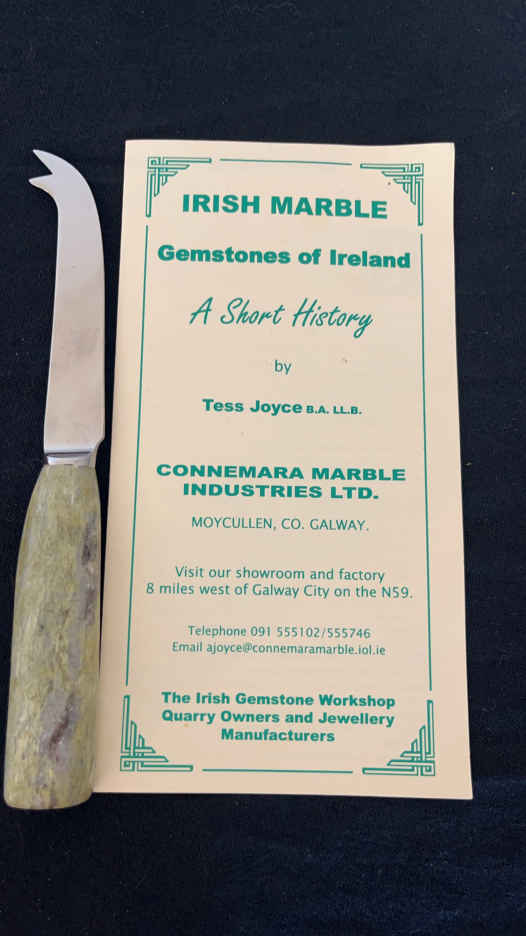 IRISH MARBLE
Gemstones of Ireland
A Short History
by
Tess Joyce B.A. LL.B.
CONNEMARA MARBLE
INDUSTRIES LTD.
MOYCULLEN, CO. GALWAY.
Visit our showroom and factory
8 miles west of Galway City on the N59.
Telephone 091 555102/555746
Email ajoyce@connemaramarble.iol.ie
The Irish Gemstone Workshop
Quarry Owners and Jewellery
Manufacturers